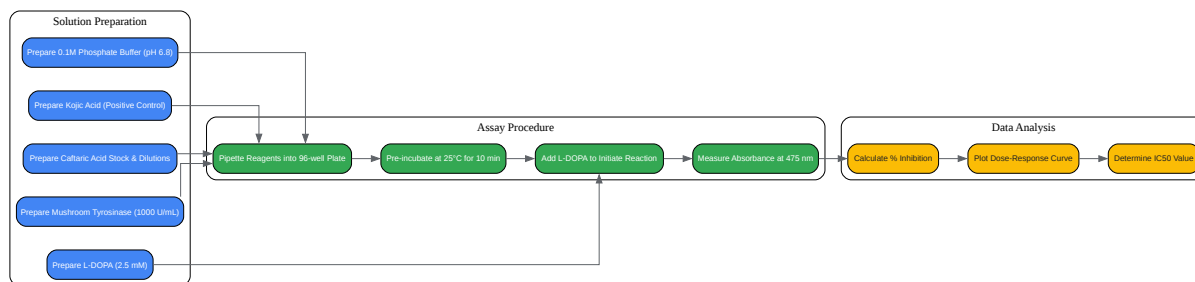 Solution Preparation
Prepare 0.1M Phosphate Buffer (pH 6.8)
Prepare Kojic Acid (Positive Control)
Prepare Caftaric Acid Stock & Dilutions
Prepare Mushroom Tyrosinase (1000 U/mL)
Prepare L-DOPA (2.5 mM)
Assay Procedure
Pipette Reagents into 96-well Plate
Pre-incubate at 25°C for 10 min
Add L-DOPA to Initiate Reaction
Measure Absorbance at 475 nm
Data Analysis
Calculate % Inhibition
Plot Dose-Response Curve
Determine IC50 Value